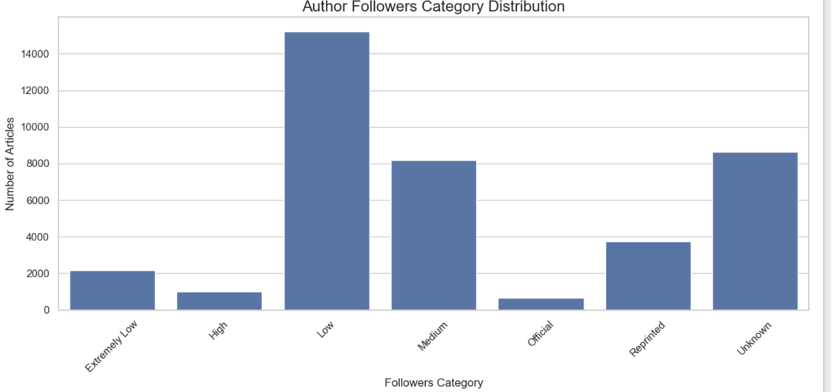 Author Followers Category Distribution
Number of Articles
14000
12000
10000
8000
6000
4000
2000
0
Extremely Low
High
Low
Medium
Official
Reprinted
Unknown
Followers Category